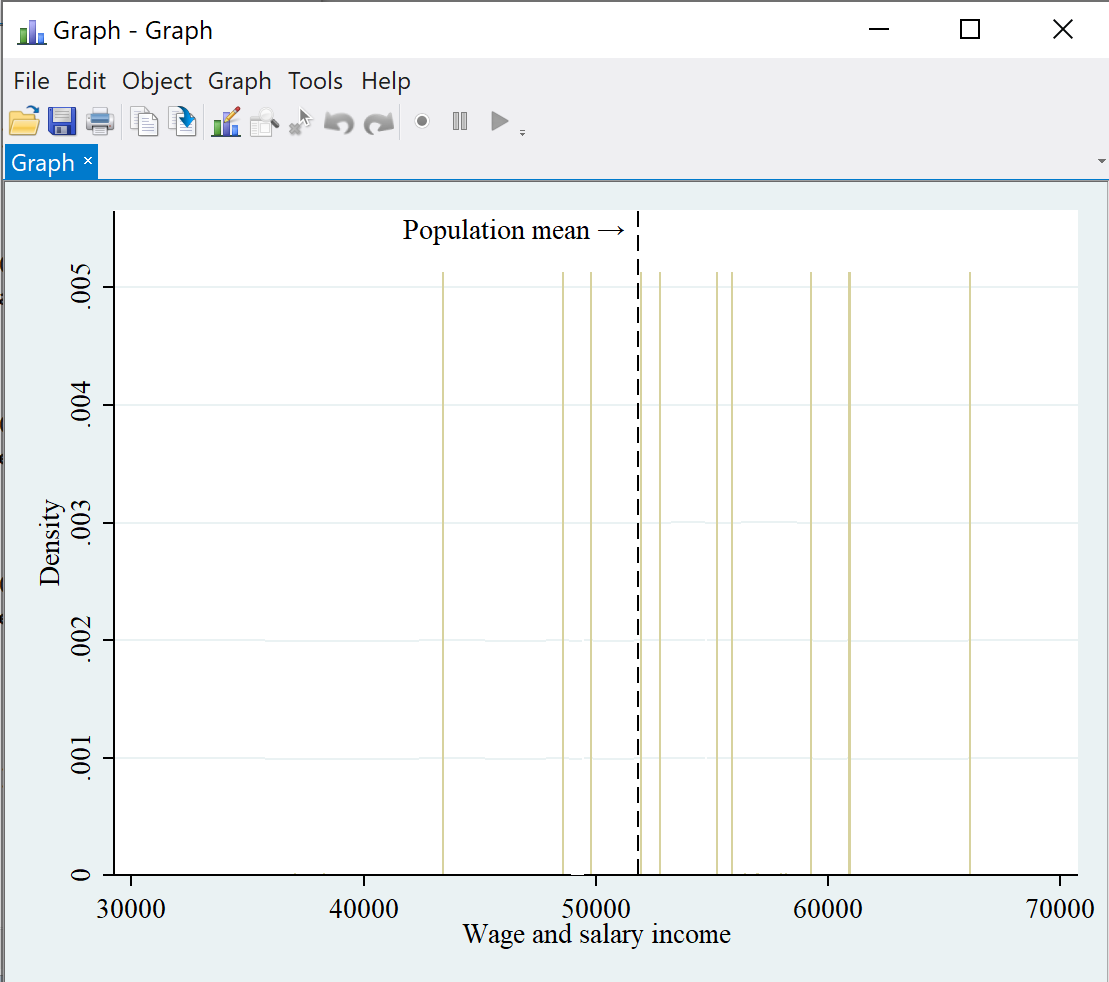 Graph - Graph
File Edit Object Graph Tools Help
Graph ×
Population mean →
.005
.004
.003
.002
.001
0
Density
30000 40000 50000 60000 70000
Wage and salary income